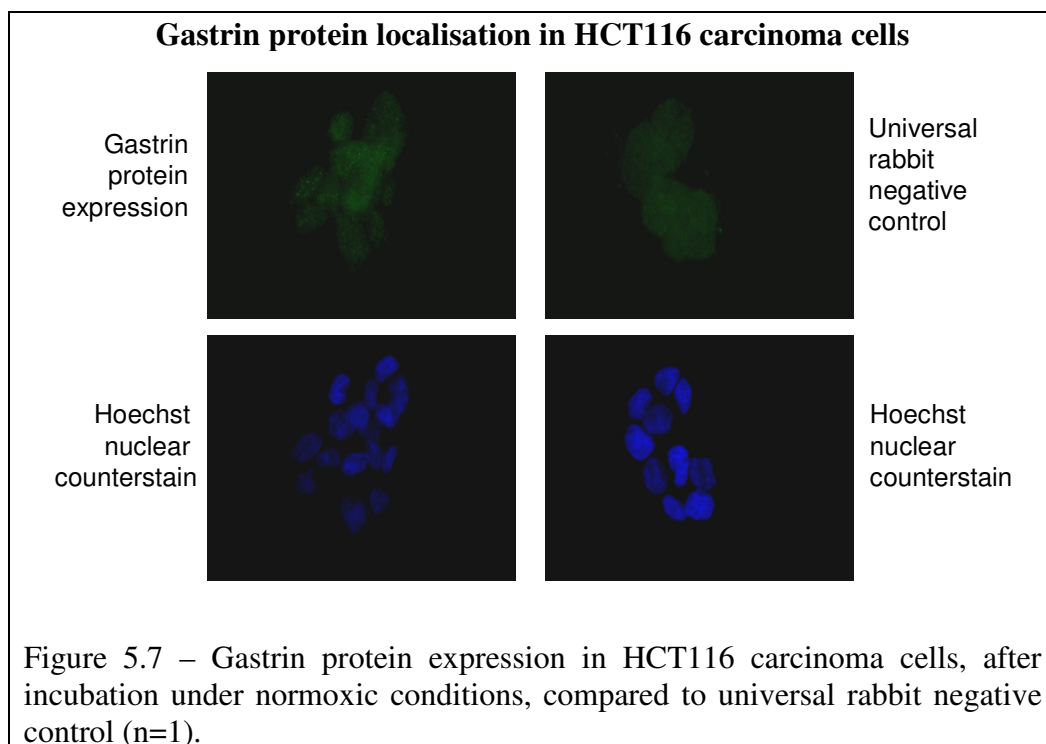 Gastrin protein localisation in HCT116 carcinoma cells
Gastrin
protein
expression
Universal
rabbit
negative
control
Hoechst
nuclear
counterstain
Hoechst
nuclear
counterstain
Figure 5.7 – Gastrin protein expression in HCT116 carcinoma cells, after
incubation under normoxic conditions, compared to universal rabbit negative
control (n=1).